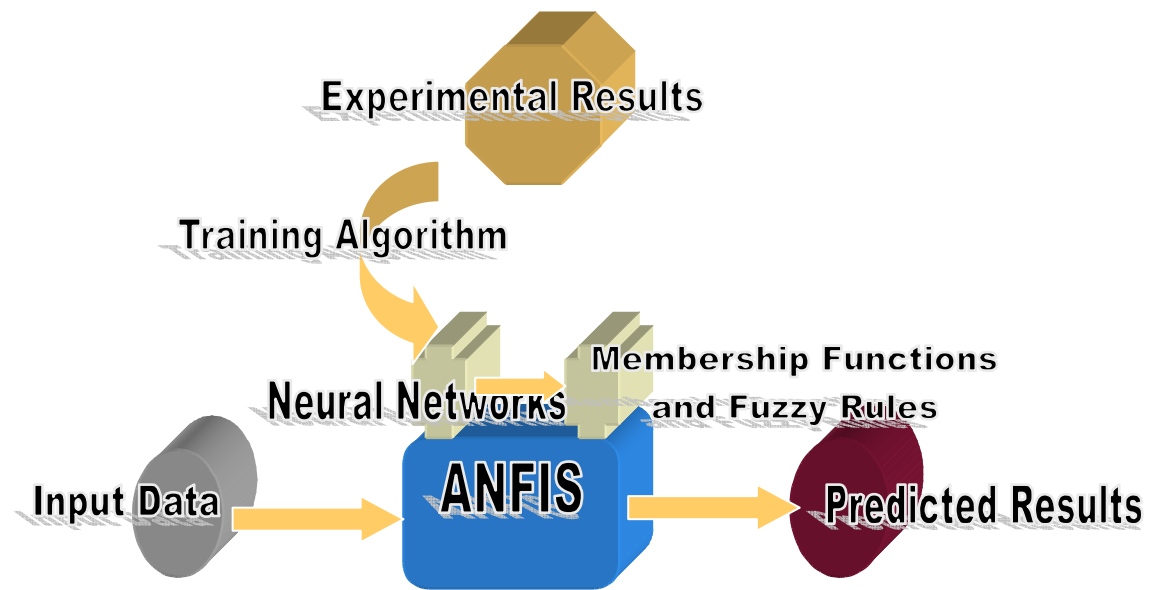 Experimental Results
Training Algorithm
Membership Functions
and Fuzzy Rules
Neural Networks
ANFIS
Input Data
Predicted Results